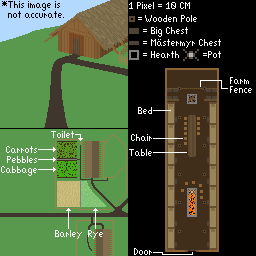 *This image is
not accurate.
1 Pixel = 10 CM
= Wooden Pole
= Big Chest
= Mästermyr Chest
= Hearth
=Pot
Farm
Fence
Bed
Toilet
Carrots
Pebbles
Cabbage
Chair
Table
Barley
Rye
Door